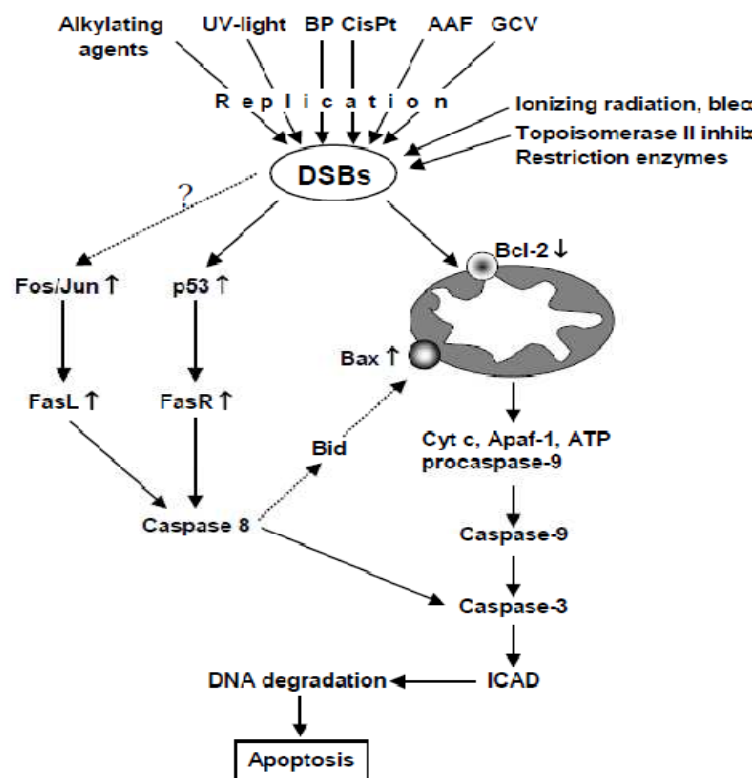 Alkylating agents
UV-light
BP
CisPt
AAF
GCV
Replication
Ionizing radiation, bleo
Topoisomerase II inhib
Restriction enzymes
DSBs
?
Bcl-2 ↓
Fos/Jun ↑
p53 ↑
Bax ↑
FasL ↑
FasR ↑
Bid
Cyt c, Apaf-1, ATP
procaspase-9
Caspase 8
Caspase-9
Caspase-3
DNA degradation
ICAD
Apoptosis